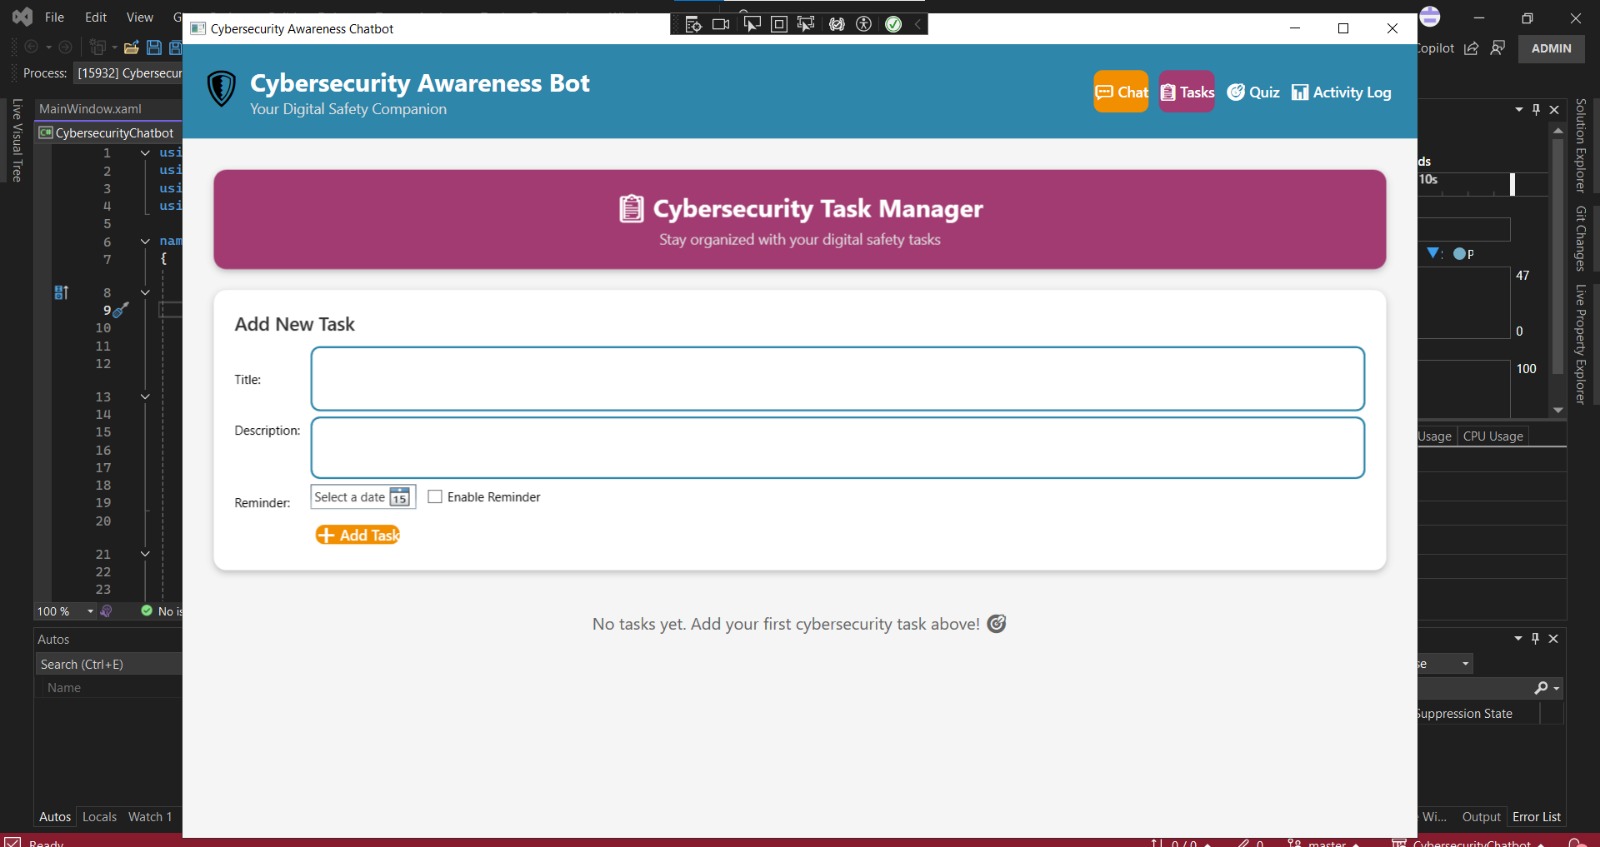 File Edit View
Cybersecurity Awareness Chatbot
Copilot
ADMIN
Process: [15932] Cybersecur
Cybersecurity Awareness Bot
Your Digital Safety Companion
Chat Tasks Quiz Activity Log
Live Visual Tree
MainWindow.xaml
CybersecurityChatbot
1 usi
2 usi
3 usi
4 usi
5
6 nam
7 {
8
9
10
11
12
13
14
15
16
17
18
19
20
21
22
23
Cybersecurity Task Manager
Stay organized with your digital safety tasks
Add New Task
Title:
Description:
Reminder: Select a date 15 Enable Reminder
Add Task
No tasks yet. Add your first cybersecurity task above!
ds
10s
P
47
0
100
Usage CPU Usage
Solution Explorer
Git Changes
Live Property Explorer
100 % No is
Autos
Search (Ctrl+E)
Name
Autos Locals Watch 1
se
Suppression State
Wi... Output Error List
Ready
0 / 0 0 master CybersecurityChatbot